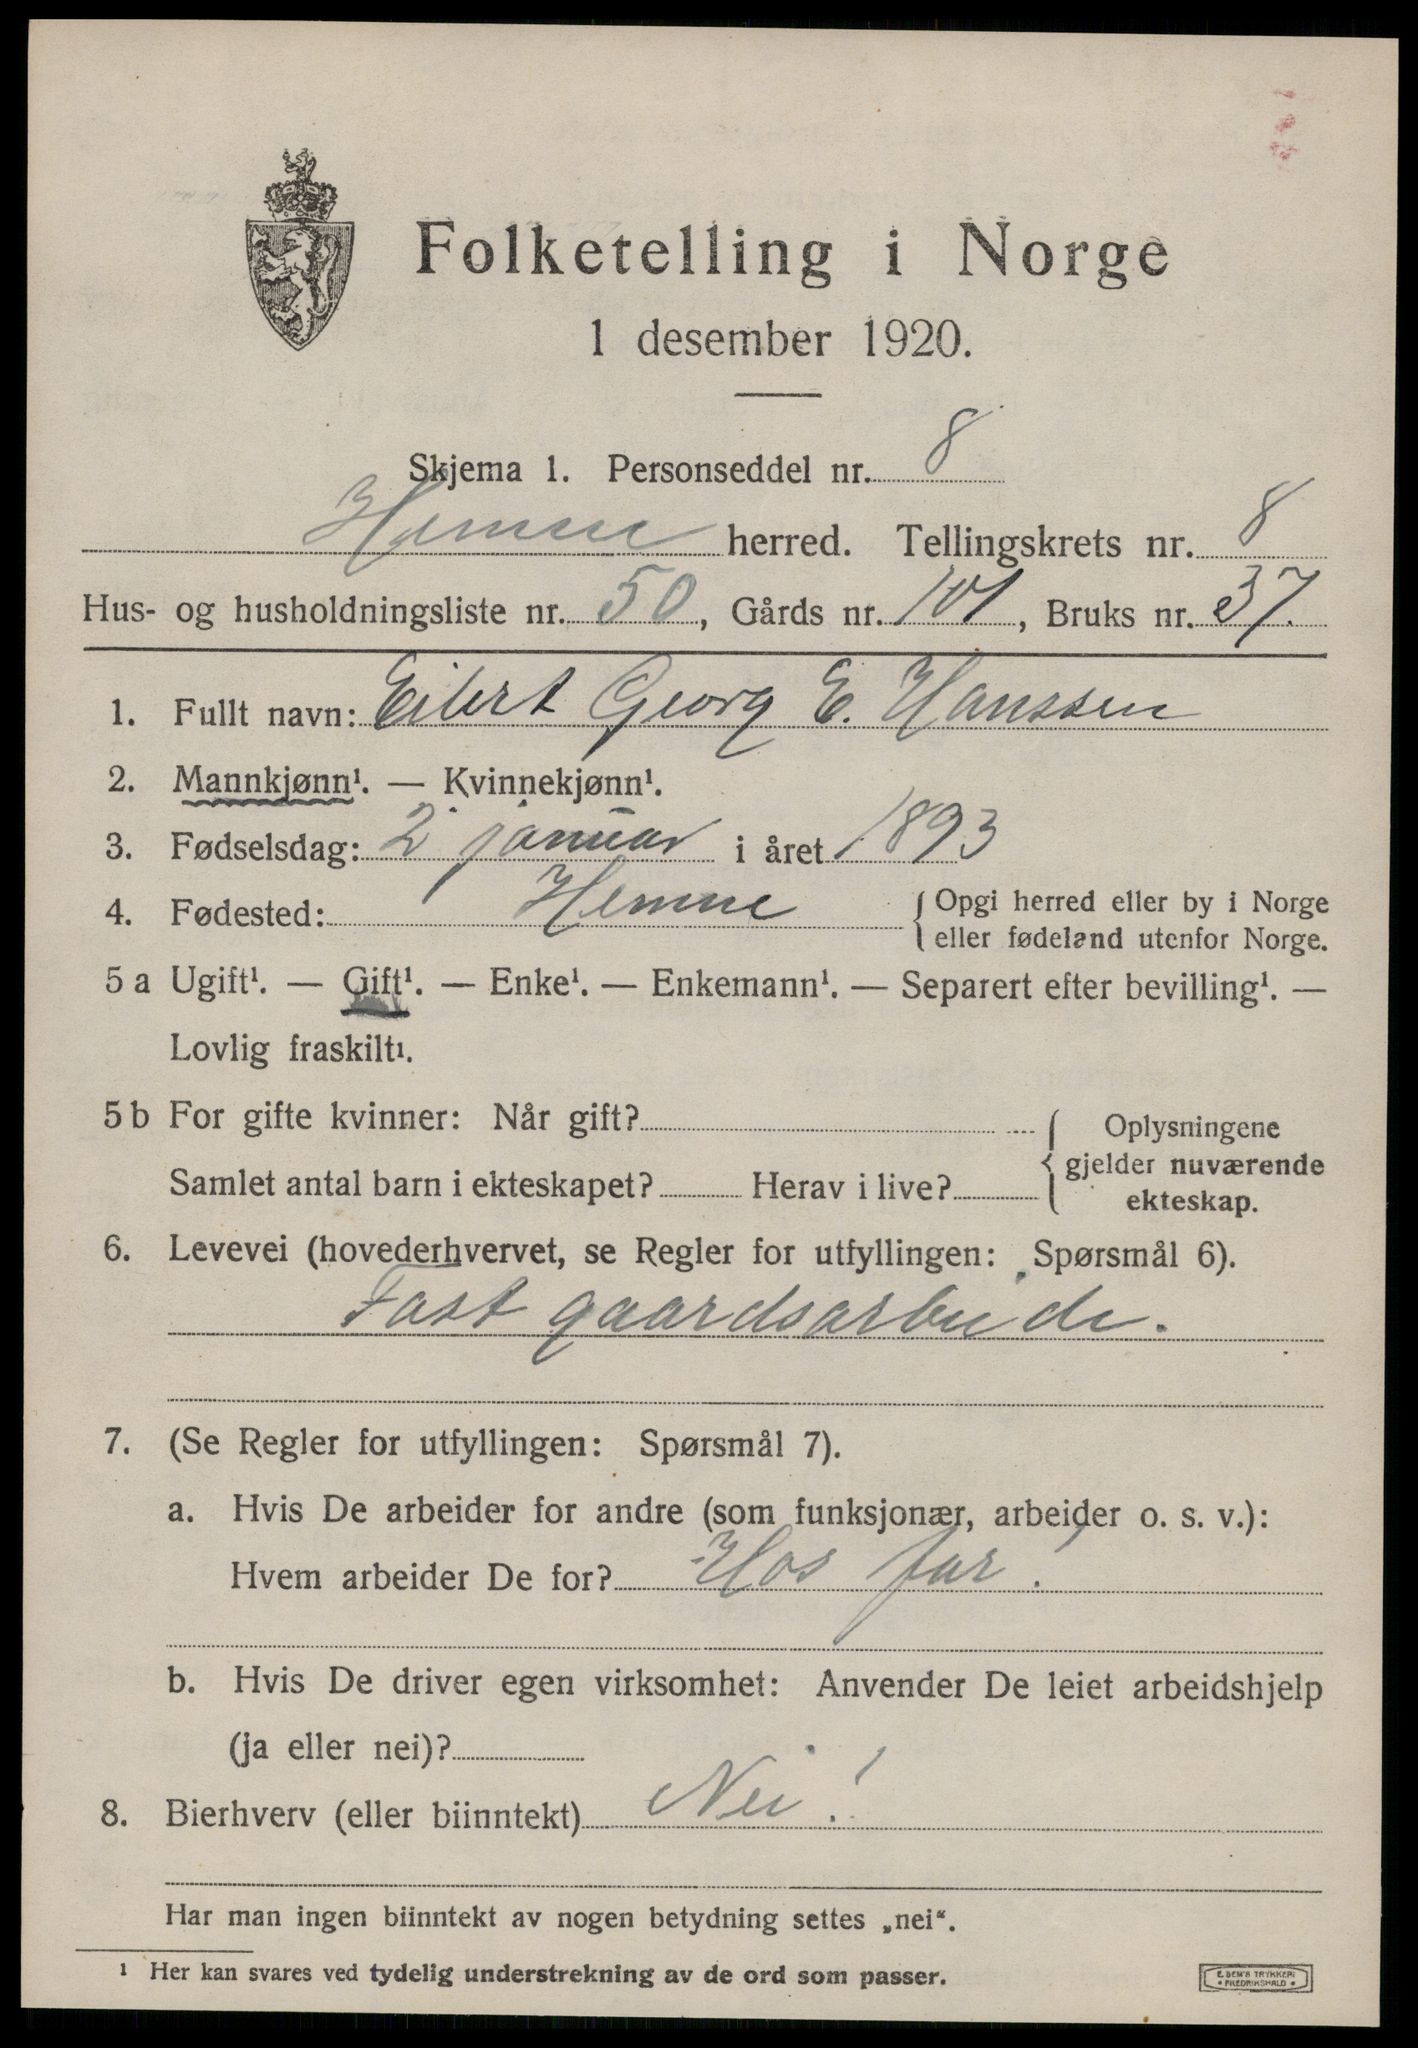 Folketelling i Norge
1 desember 1920.
Skjema 1. Personseddel nr. 8
Hemne herred. Tellingskrets nr. 8
Hus- og husholdningsliste nr. 50, Gårds nr. 101, Bruks nr. 37.
1. Fullt navn: Eilert Georg E. Hanssen
2. Mannkjønn¹. — Kvinnekjønn¹.
3. Fødselsdag: 2 januar i året 1893
4. Fødested: Hemne { Opgi herred eller by i Norge
eller fødeland utenfor Norge.
5 a Ugift¹. — Gift¹. — Enke¹. — Enkemann¹. — Separert efter bevilling¹. —
Lovlig fraskilt¹.
5 b For gifte kvinner: Når gift? { Oplysningene
Samlet antal barn i ekteskapet? Herav i live? gjelder nuværende
ekteskap.
6. Levevei (hovederhvervet, se Regler for utfyllingen: Spørsmål 6).
Fast gaardsarbeide.
7. (Se Regler for utfyllingen: Spørsmål 7).
a. Hvis De arbeider for andre (som funksjonær, arbeider o. s. v.):
Hvem arbeider De for? Hos far!
b. Hvis De driver egen virksomhet: Anvender De leiet arbeidshjelp
(ja eller nei)?
8. Bierhverv (eller biinntekt) Nei!
Har man ingen biinntekt av nogen betydning settes „nei“.
¹ Her kan svares ved tydelig understrekning av de ord som passer.
E. SEM'S TRYKKERI
• FREDRIKSHALD •